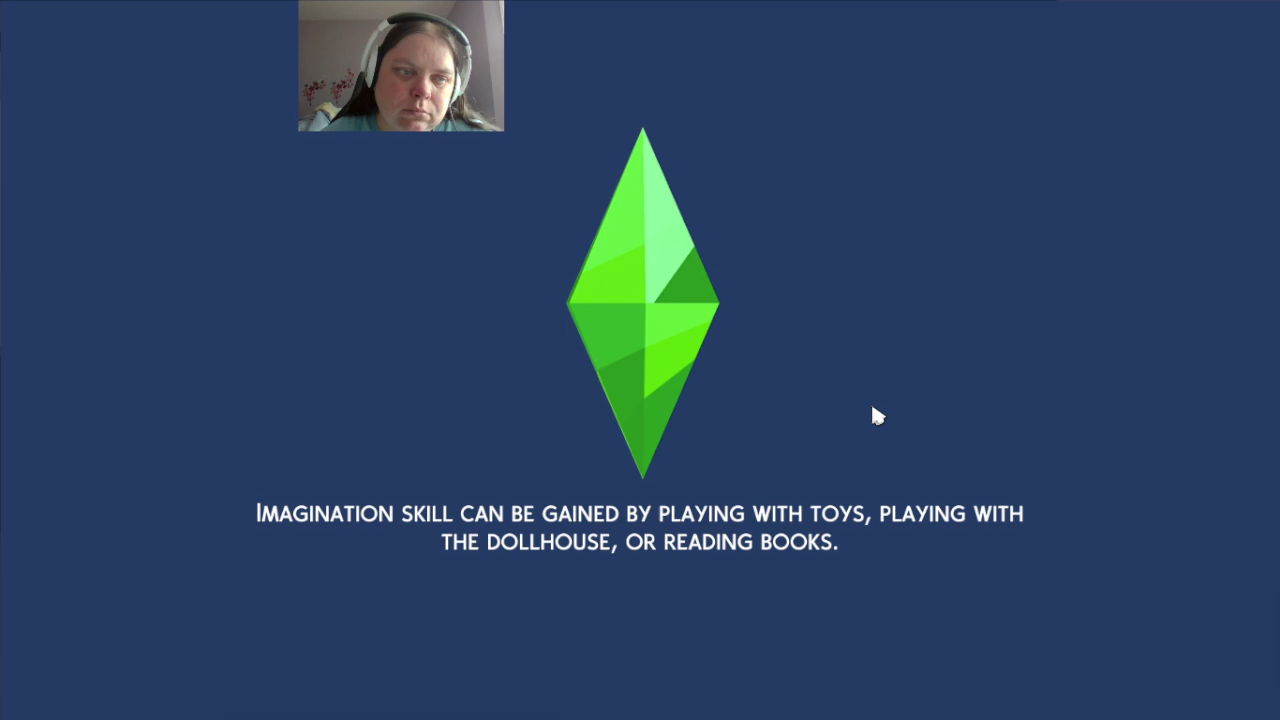 Imagination skill can be gained by playing with toys, playing with
the dollhouse, or reading books.